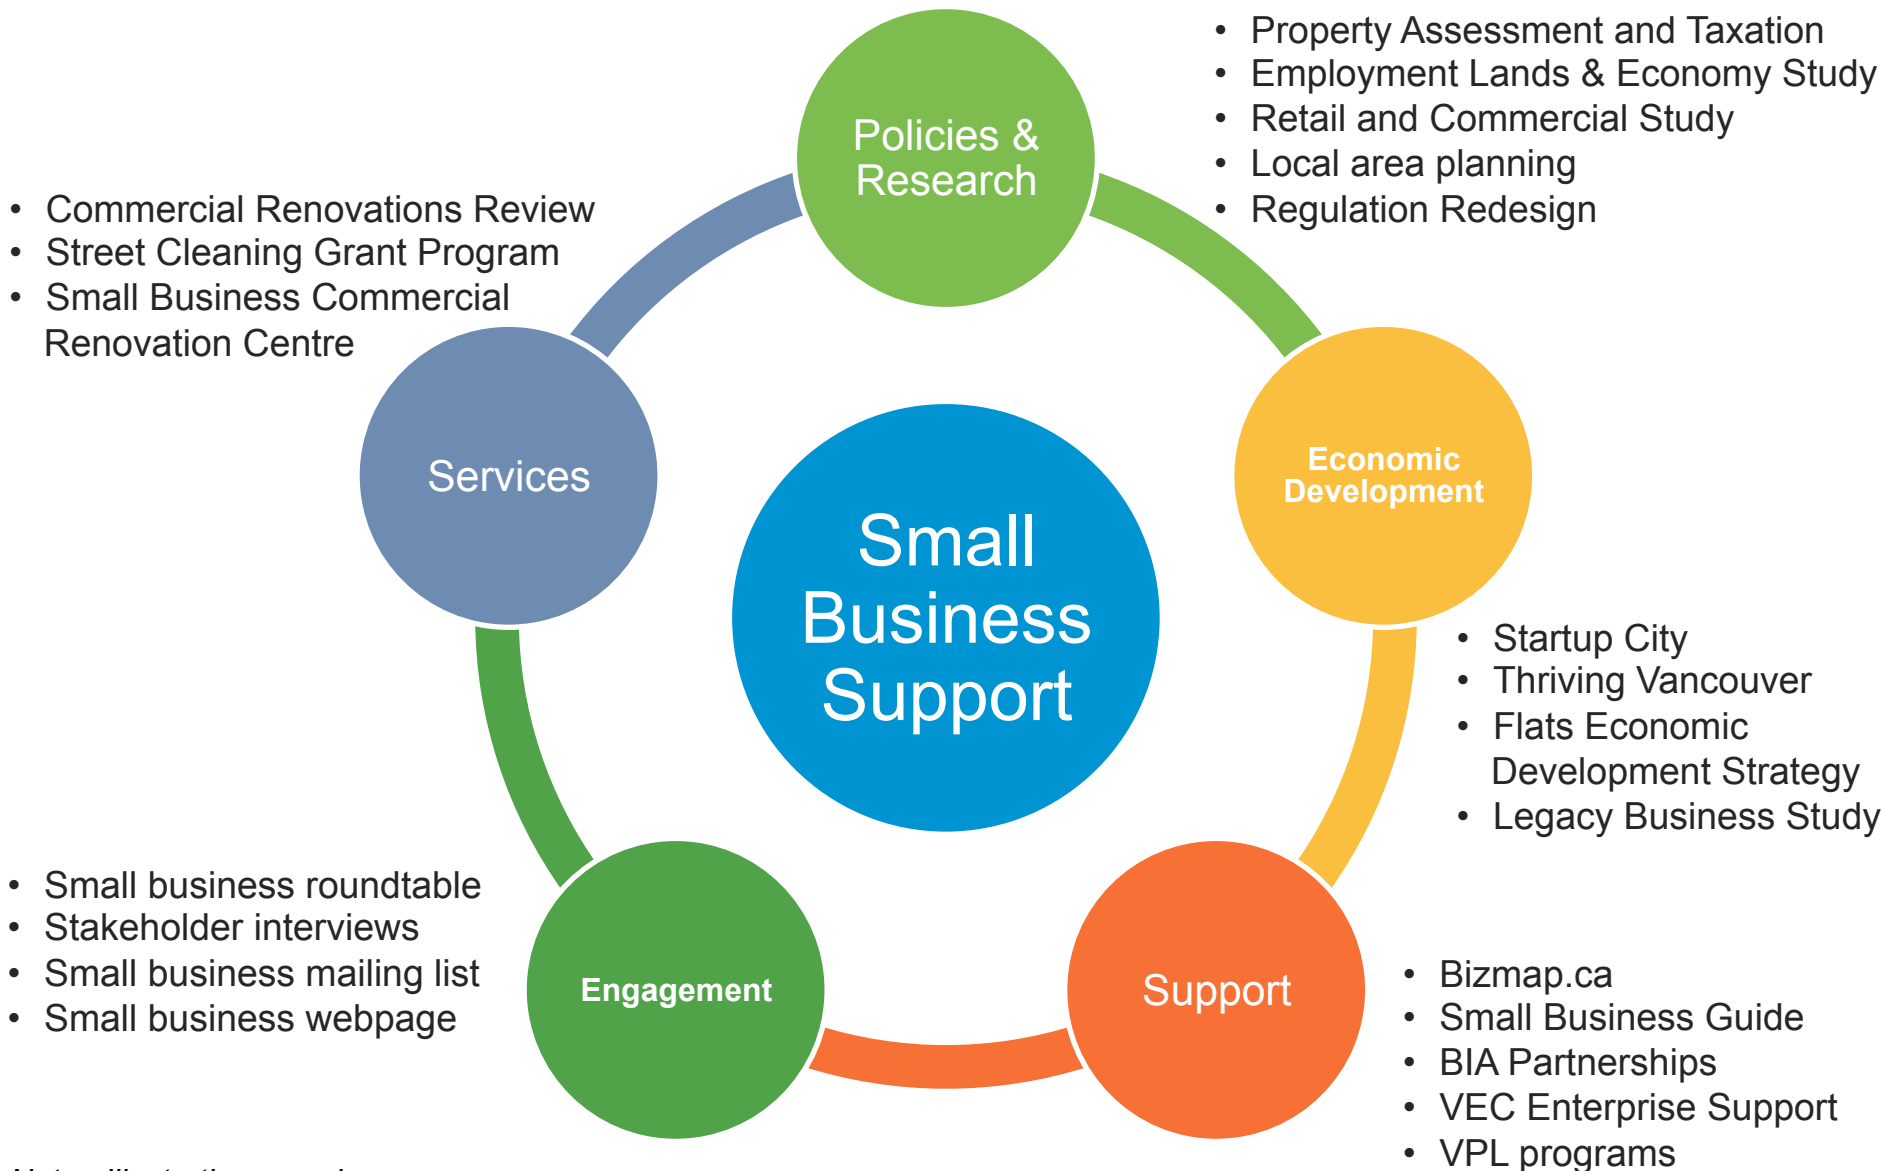 Policies &
Research
• Property Assessment and Taxation
• Employment Lands & Economy Study
• Retail and Commercial Study
• Local area planning
• Regulation Redesign
• Commercial Renovations Review
• Street Cleaning Grant Program
• Small Business Commercial
Renovation Centre
Services
Economic
Development
Small
Business
Support
• Startup City
• Thriving Vancouver
• Flats Economic
Development Strategy
• Legacy Business Study
• Small business roundtable
• Stakeholder interviews
• Small business mailing list
• Small business webpage
Engagement
Support
• Bizmap.ca
• Small Business Guide
• BIA Partnerships
• VEC Enterprise Support
• VPL programs